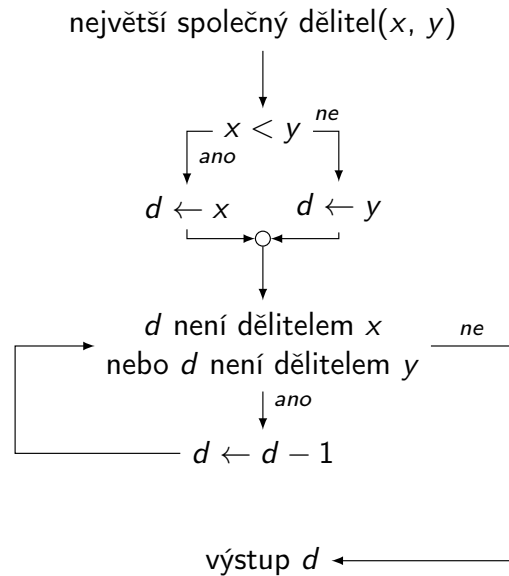 největší společný dělitel(x, y)
x < y
ne
ano
d ← x
d ← y
d není dělitelem x
nebo d není dělitelem y
ne
ano
d ← d − 1
výstup d